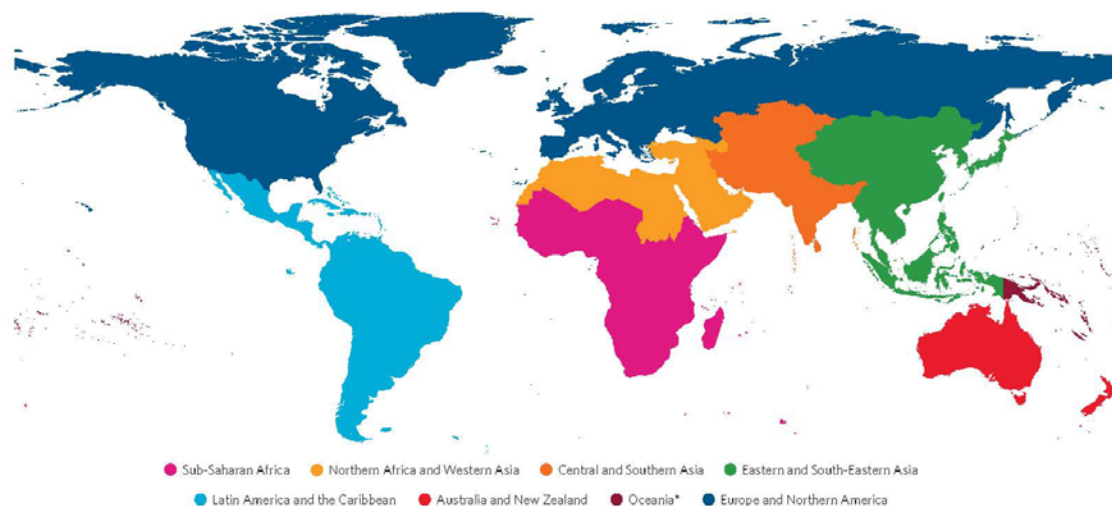 Sub-Saharan Africa Northern Africa and Western Asia Central and Southern Asia Eastern and South-Eastern Asia
Latin America and the Caribbean Australia and New Zealand Oceania* Europe and Northern America